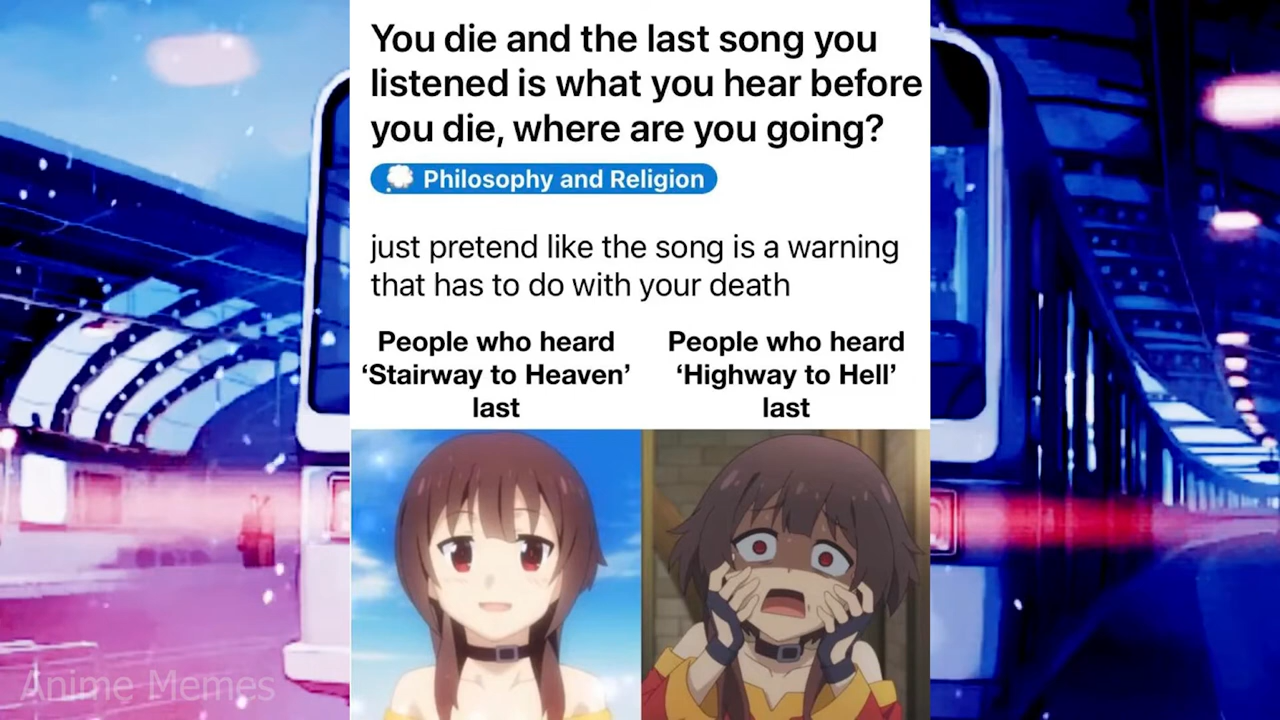 You die and the last song you
listened is what you hear before
you die, where are you going?
Philosophy and Religion
just pretend like the song is a warning
that has to do with your death
People who heard
‘Stairway to Heaven’
last
People who heard
‘Highway to Hell’
last
Anime Memes